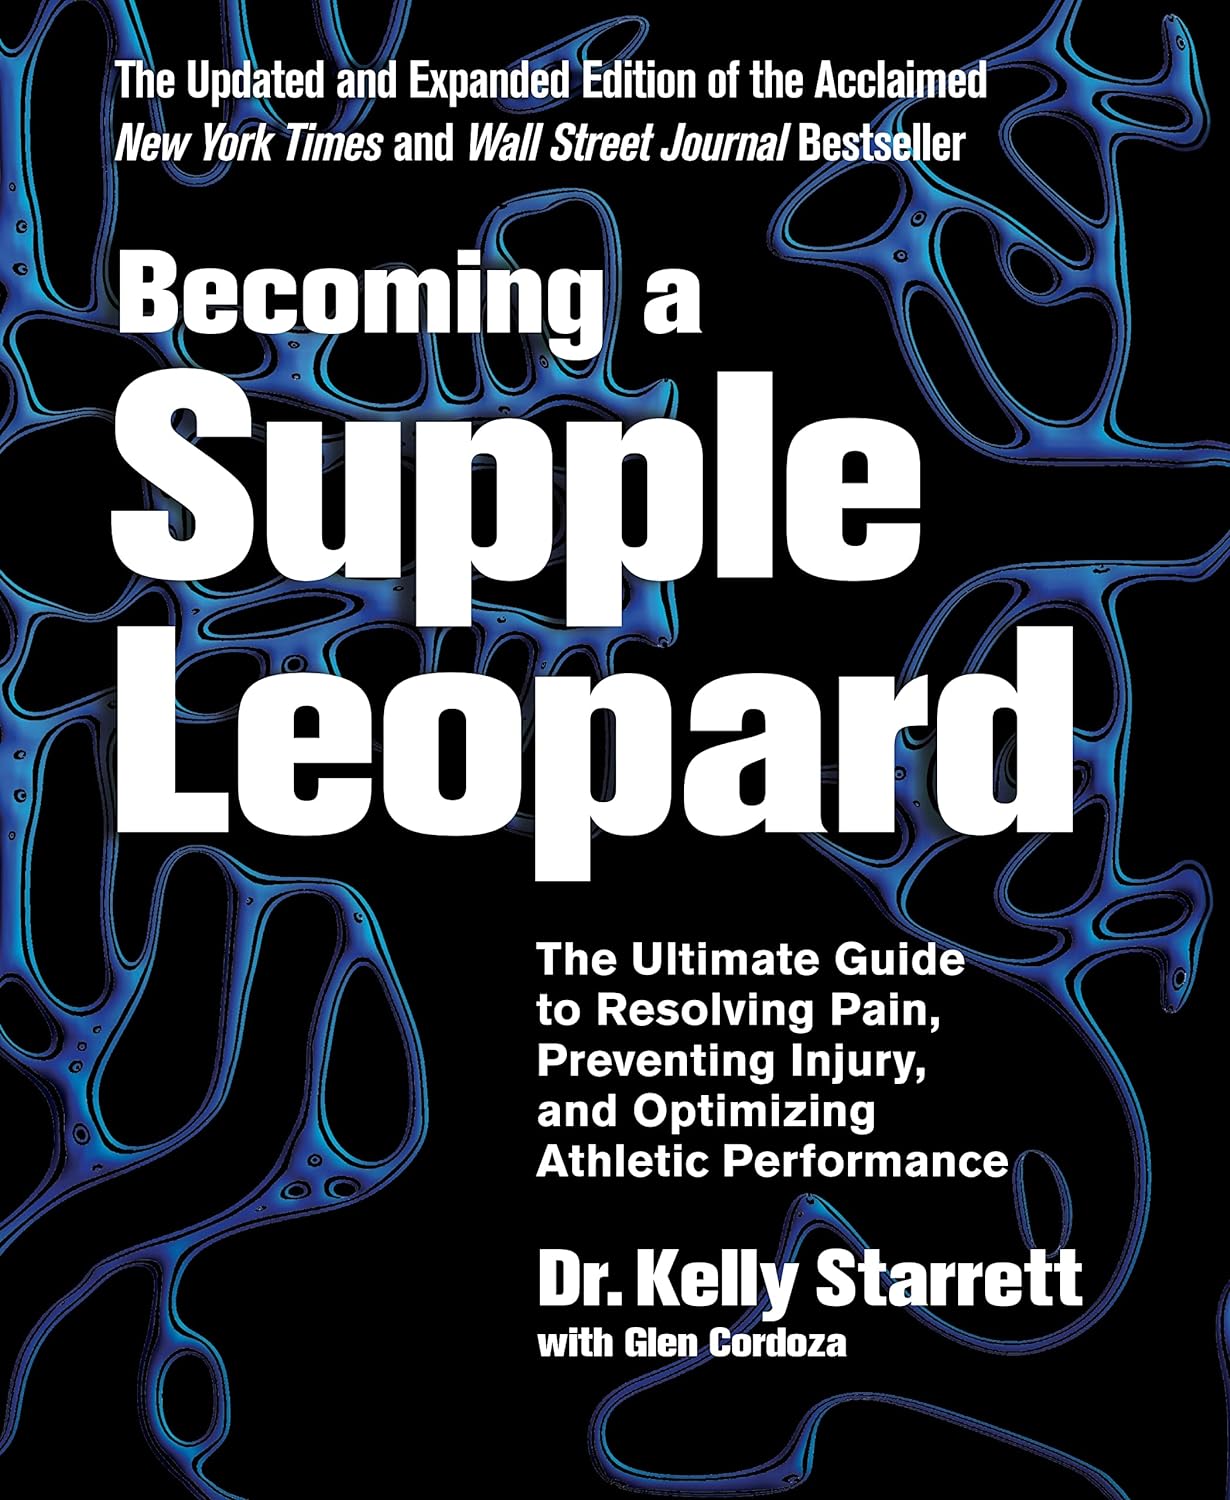 The Updated and Expanded Edition of the Acclaimed
New York Times and Wall Street Journal Bestseller
Becoming a
Supple
Leopard
The Ultimate Guide
to Resolving Pain,
Preventing Injury,
and Optimizing
Athletic Performance
Dr. Kelly Starrett
with Glen Cordoza